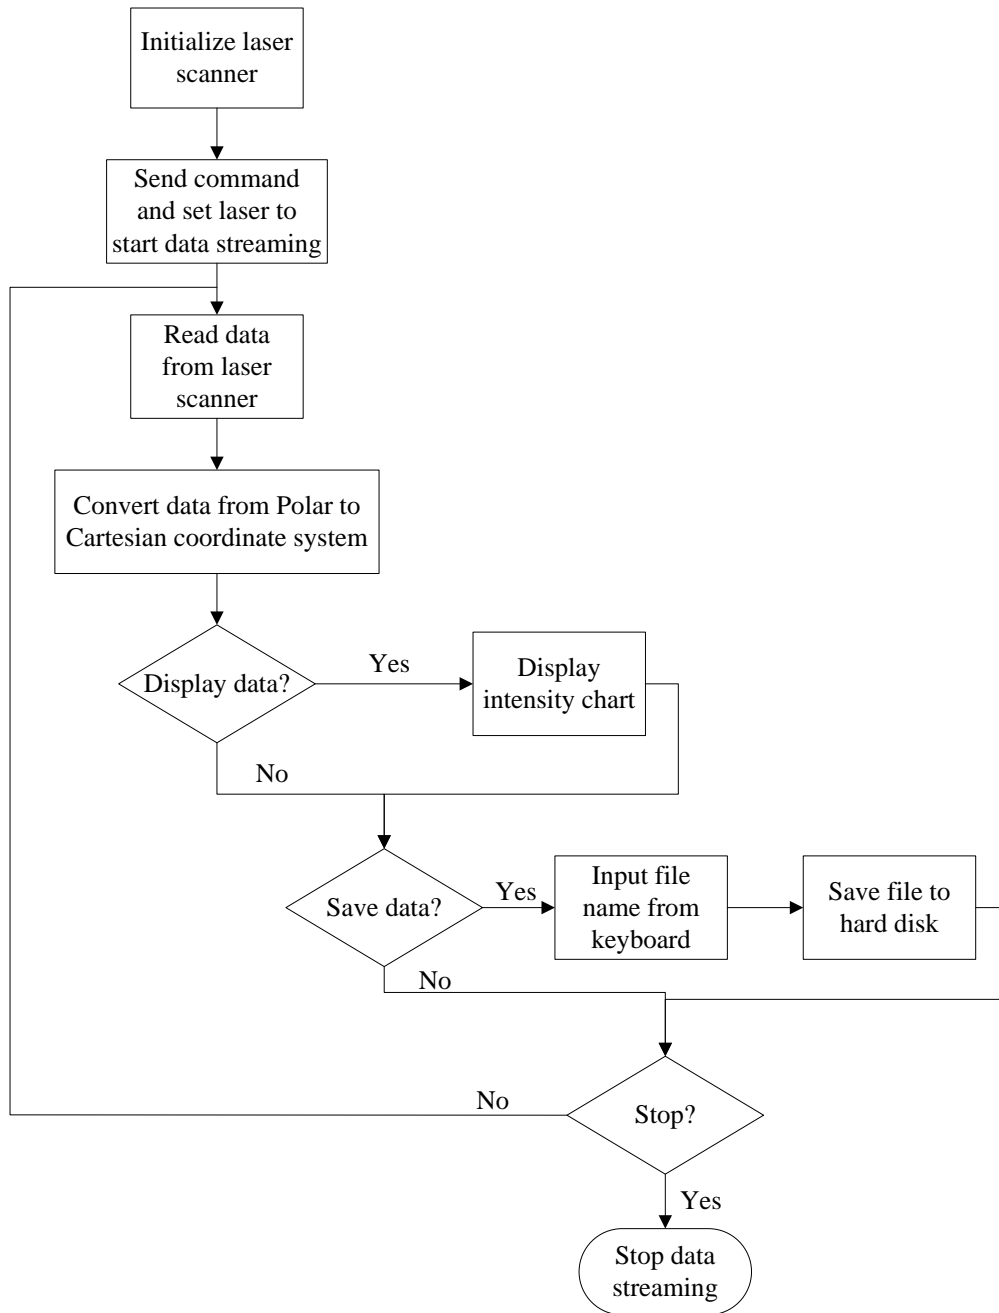 Initialize laser
scanner
Send command
and set laser to
start data streaming
Read data
from laser
scanner
Convert data from Polar to
Cartesian coordinate system
Display data?
Yes
Display
intensity chart
No
Save data?
Yes
Input file
name from
keyboard
Save file to
hard disk
No
Stop?
No
Yes
Stop data
streaming